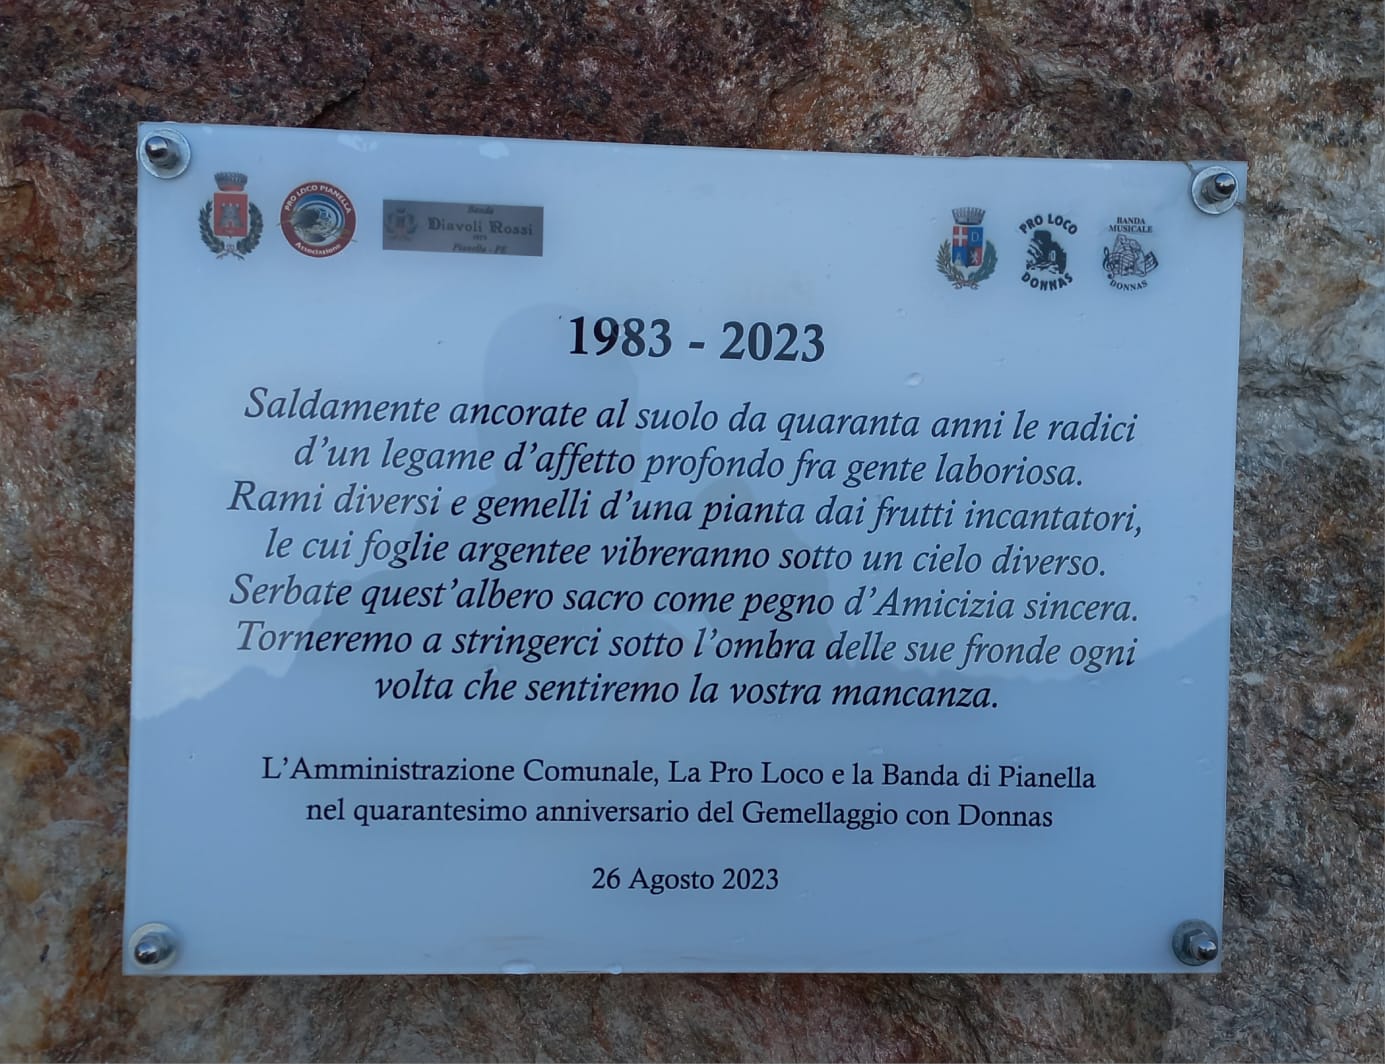 PRO LOCO PIANELLA
Associazione
Banda
Diavoli Rossi
Pianella - PE
D
A
PRO LOCO
DONNAS
BANDA
MUSICALE
DONNAS
1983 - 2023
Saldamente ancorate al suolo da quaranta anni le radici
d'un legame d'affetto profondo fra gente laboriosa.
Rami diversi e gemelli d'una pianta dai frutti incantatori,
le cui foglie argentee vibreranno sotto un cielo diverso.
Serbate quest'albero sacro come pegno d'Amicizia sincera.
Torneremo a stringerci sotto l'ombra delle sue fronde ogni
volta che sentiremo la vostra mancanza.
L'Amministrazione Comunale, La Pro Loco e la Banda di Pianella
nel quarantesimo anniversario del Gemellaggio con Donnas
26 Agosto 2023